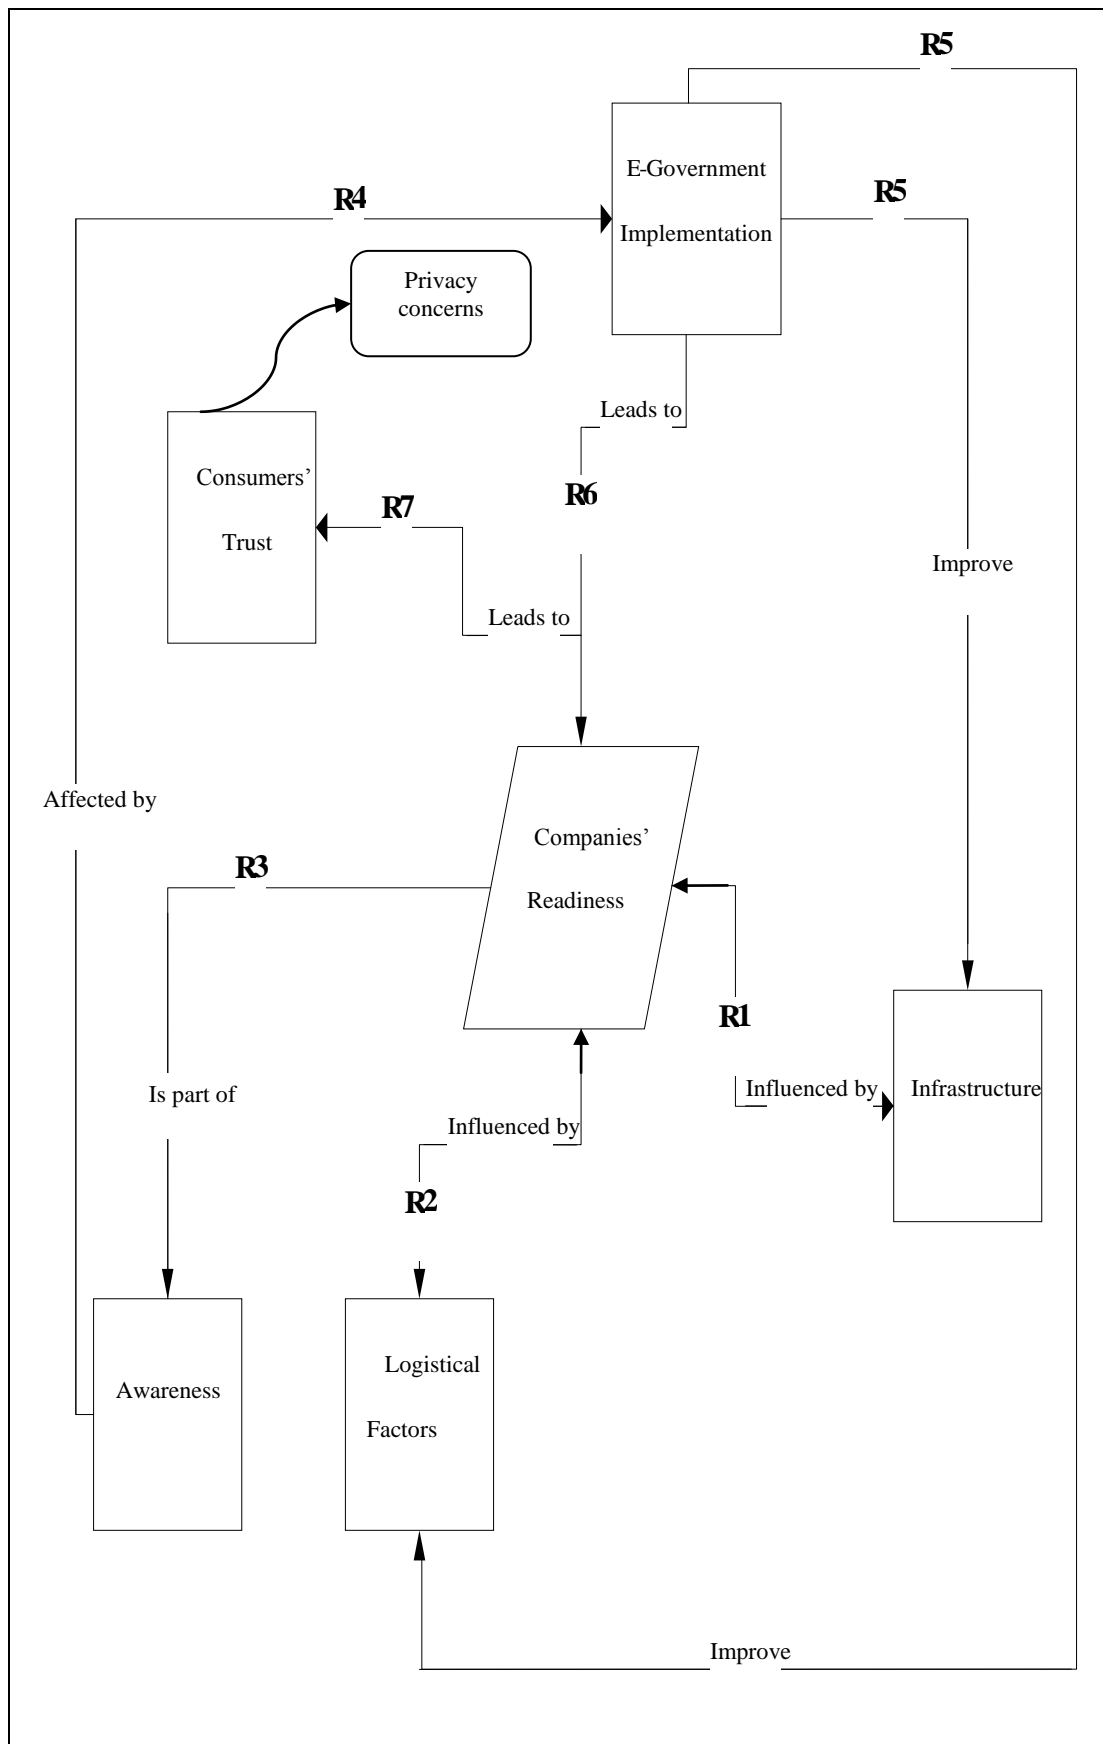 R5
E-Government
Implementation
R5
R4
Privacy
concerns
Leads to
Consumers’
Trust
R7
R6
Improve
Leads to
Affected by
Companies’
Readiness
R3
R1
Is part of
Influenced by
Infrastructure
Influenced by
R2
Awareness
Logistical
Factors
Improve